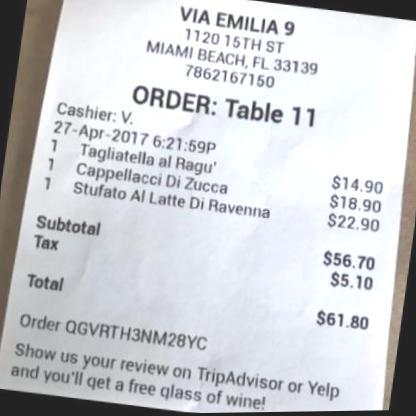 VIA EMILIA 9
1120 15TH ST
MIAMI BEACH, FL 33139
7862167150
ORDER: Table 11
Cashier: V.
27-Apr-2017 6:21:59P
1 Tagliatella al Ragu' $14.90
1 Cappellacci Di Zucca $18.90
1 Stufato Al Latte Di Ravenna $22.90
Subtotal $56.70
Tax $5.10
Total $61.80
Order QGVRTH3NM28YC
Show us your review on TripAdvisor or Yelp
and you'll get a free glass of wine!